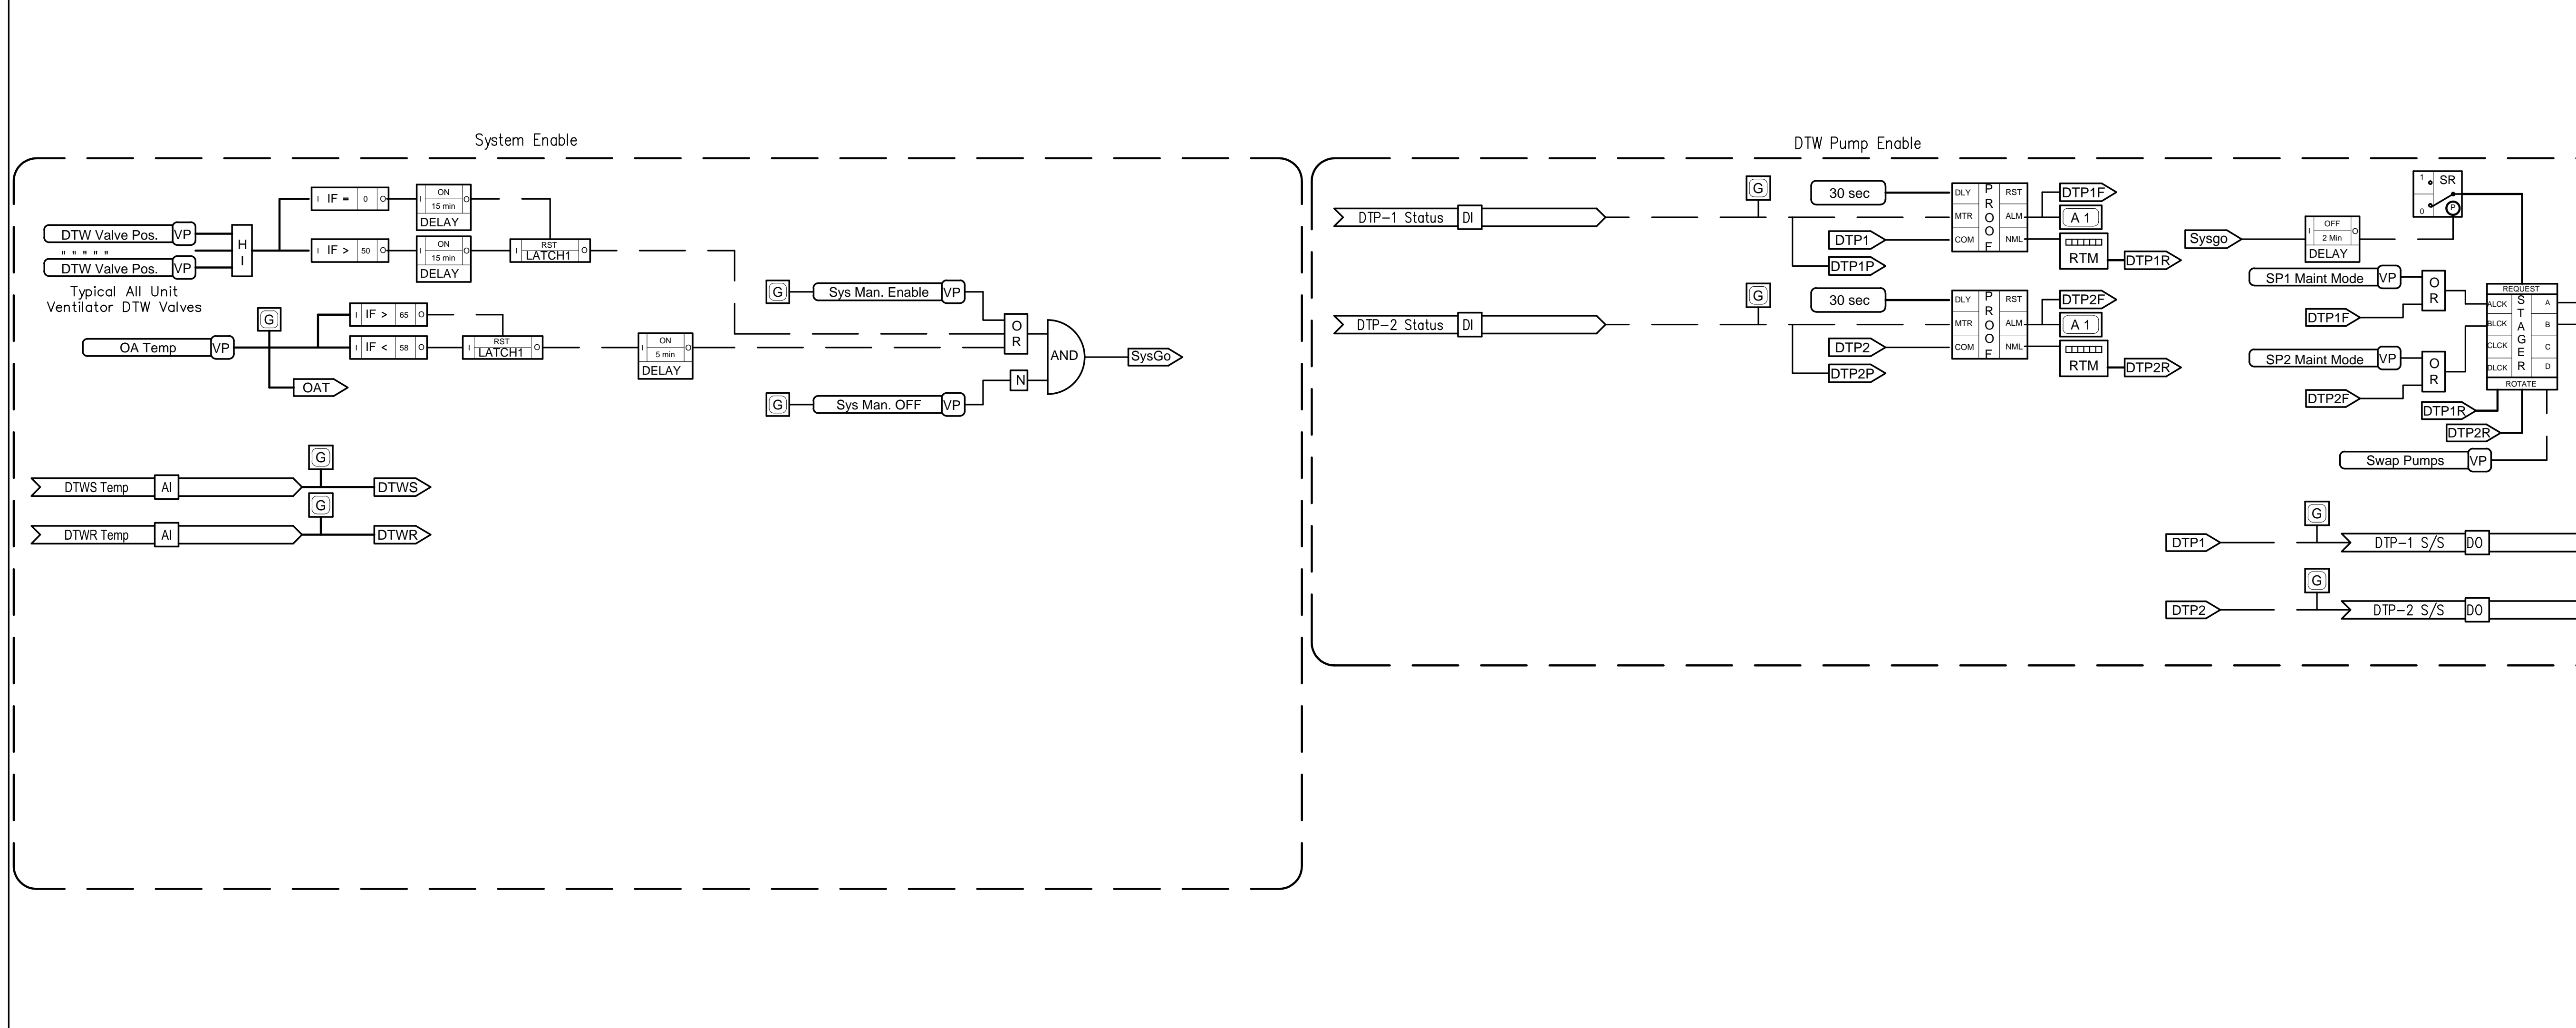 System Enable
DTW Valve Pos. VP
" " " " "
DTW Valve Pos. VP
Typical All Unit
Ventilator DTW Valves
HI
I IF = 0 O
ON
I 15 min O
DELAY
I IF > 50 O
ON
I 15 min O
DELAY
RST
I LATCH1 O
G
OA Temp VP
OAT
I IF > 65 O
I IF < 58 O
RST
I LATCH1 O
ON
I 5 min O
DELAY
G Sys Man. Enable VP
OR
AND
SysGo
N
G Sys Man. OFF VP
G
DTWS Temp AI
DTWS
G
DTWR Temp AI
DTWR
DTW Pump Enable
DTP-1 Status DI
G
30 sec
DTP1
DTP1P
DLY PROOF RST
MTR ALM
COM NML
DTP1F
A 1
RTM
DTP1R
DTP-2 Status DI
G
30 sec
DTP2
DTP2P
DLY PROOF RST
MTR ALM
COM NML
DTP2F
A 1
RTM
DTP2R
1 SR
0 P
Sysgo
OFF
I 2 Min O
DELAY
SP1 Maint Mode VP
OR
DTP1F
SP2 Maint Mode VP
OR
DTP2F
REQUEST
ALCK STAGER A
BLCK B
CLCK C
DLCK D
ROTATE
DTP1R
DTP2R
Swap Pumps VP
G
DTP1
DTP-1 S/S DO
G
DTP2
DTP-2 S/S DO